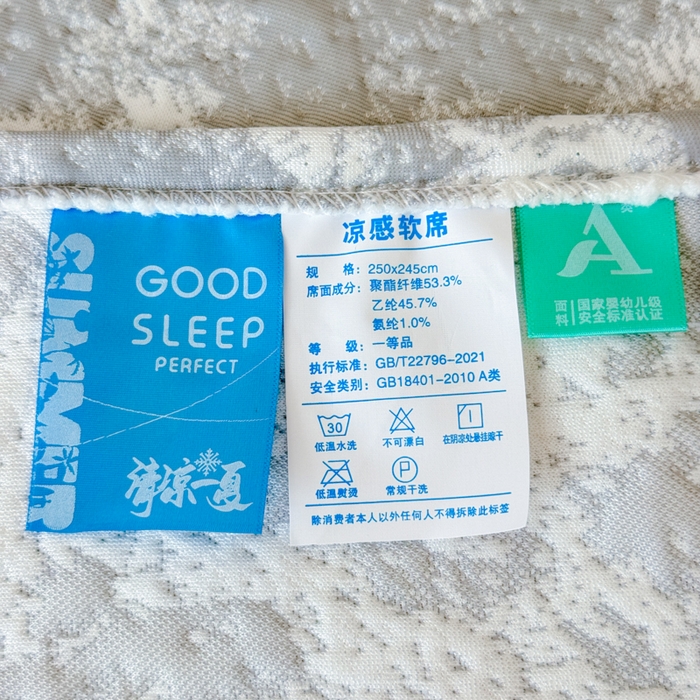 SUMMER
GOOD
SLEEP
PERFECT
清凉一夏
凉感软席
规 格: 250x245cm
席面成分: 聚酯纤维53.3%
乙纶45.7%
氨纶1.0%
等 级: 一等品
执行标准: GB/T22796-2021
安全类别: GB18401-2010 A类
30
低温水洗
不可漂白
在阴凉处悬挂晾干
低温熨烫
P
常规干洗
除消费者本人以外任何人不得拆除此标签
A类
面料
国家婴幼儿级
安全标准认证